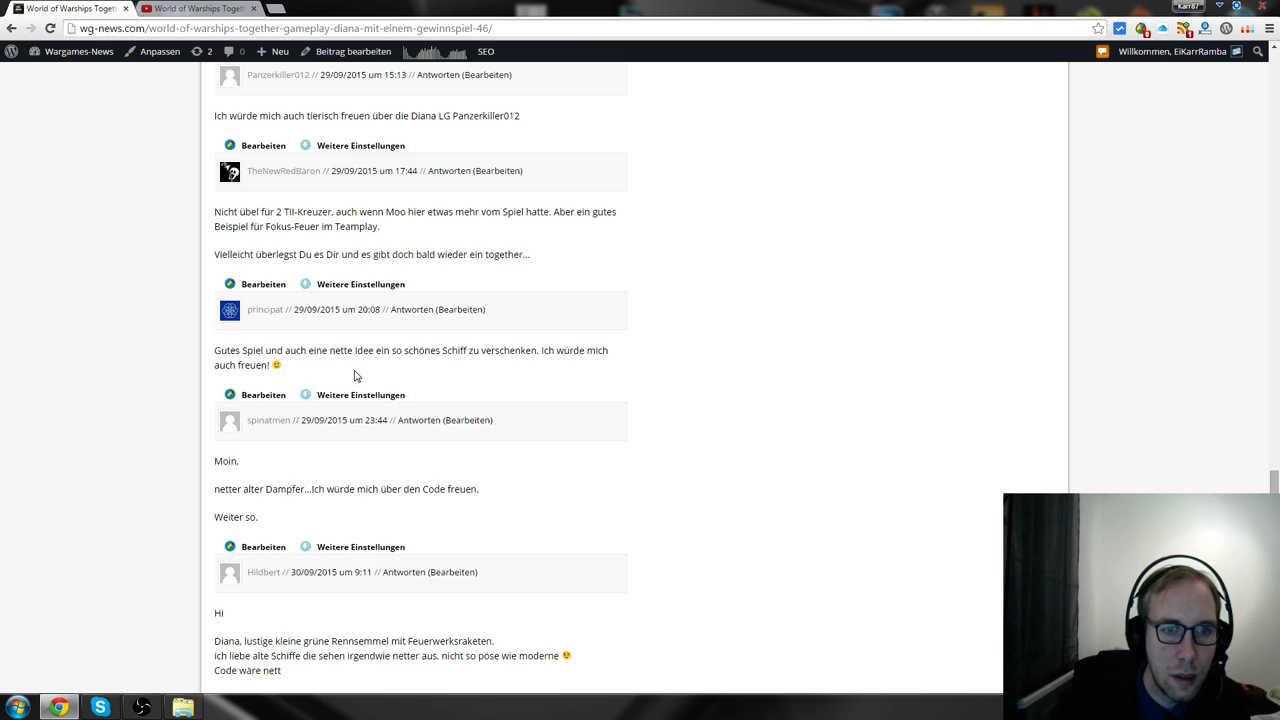 World of Warships Together
World of Warships Together
Karr87
wg-news.com/world-of-warships-together-gameplay-diana-mit-einem-gewinnspiel-46/
Wargames-News Anpassen 2 0 Neu Beitrag bearbeiten SEO Willkommen, EiKarrRamba
Panzerkiller012 // 29/09/2015 um 15:13 // Antworten (Bearbeiten)
Ich würde mich auch tierisch freuen über die Diana LG Panzerkiller012
Bearbeiten Weitere Einstellungen
TheNewRedBaron // 29/09/2015 um 17:44 // Antworten (Bearbeiten)
Nicht übel für 2 TII-Kreuzer, auch wenn Moo hier etwas mehr vom Spiel hatte. Aber ein gutes
Beispiel für Fokus-Feuer im Teamplay.
Vielleicht überlegst Du es Dir und es gibt doch bald wieder ein together...
Bearbeiten Weitere Einstellungen
principat // 29/09/2015 um 20:08 // Antworten (Bearbeiten)
Gutes Spiel und auch eine nette Idee ein so schönes Schiff zu verschenken. Ich würde mich
auch freuen!
Bearbeiten Weitere Einstellungen
spinatmen // 29/09/2015 um 23:44 // Antworten (Bearbeiten)
Moin,
netter alter Dampfer...Ich würde mich über den Code freuen.
Weiter so.
Bearbeiten Weitere Einstellungen
Hildbert // 30/09/2015 um 9:11 // Antworten (Bearbeiten)
Hi
Diana, lustige kleine grüne Rennsemmel mit Feuerwerksraketen.
ich liebe alte Schiffe die sehen irgendwie netter aus, nicht so pöse wie moderne
Code wäre nett